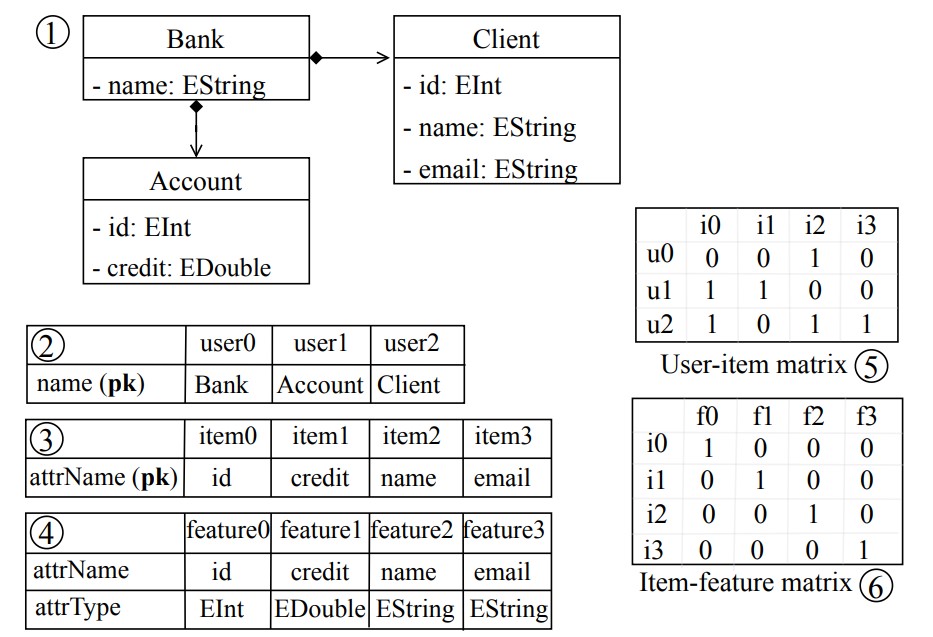 ①
Bank
- name: EString
Client
- id: EInt
- name: EString
- email: EString
Account
- id: EInt
- credit: EDouble
② user0 user1 user2
name (pk) Bank Account Client
③ item0 item1 item2 item3
attrName (pk) id credit name email
④ feature0 feature1 feature2 feature3
attrName id credit name email
attrType EInt EDouble EString EString
i0 i1 i2 i3
u0 0 0 1 0
u1 1 1 0 0
u2 1 0 1 1
User-item matrix ⑤
f0 f1 f2 f3
i0 1 0 0 0
i1 0 1 0 0
i2 0 0 1 0
i3 0 0 0 1
Item-feature matrix ⑥